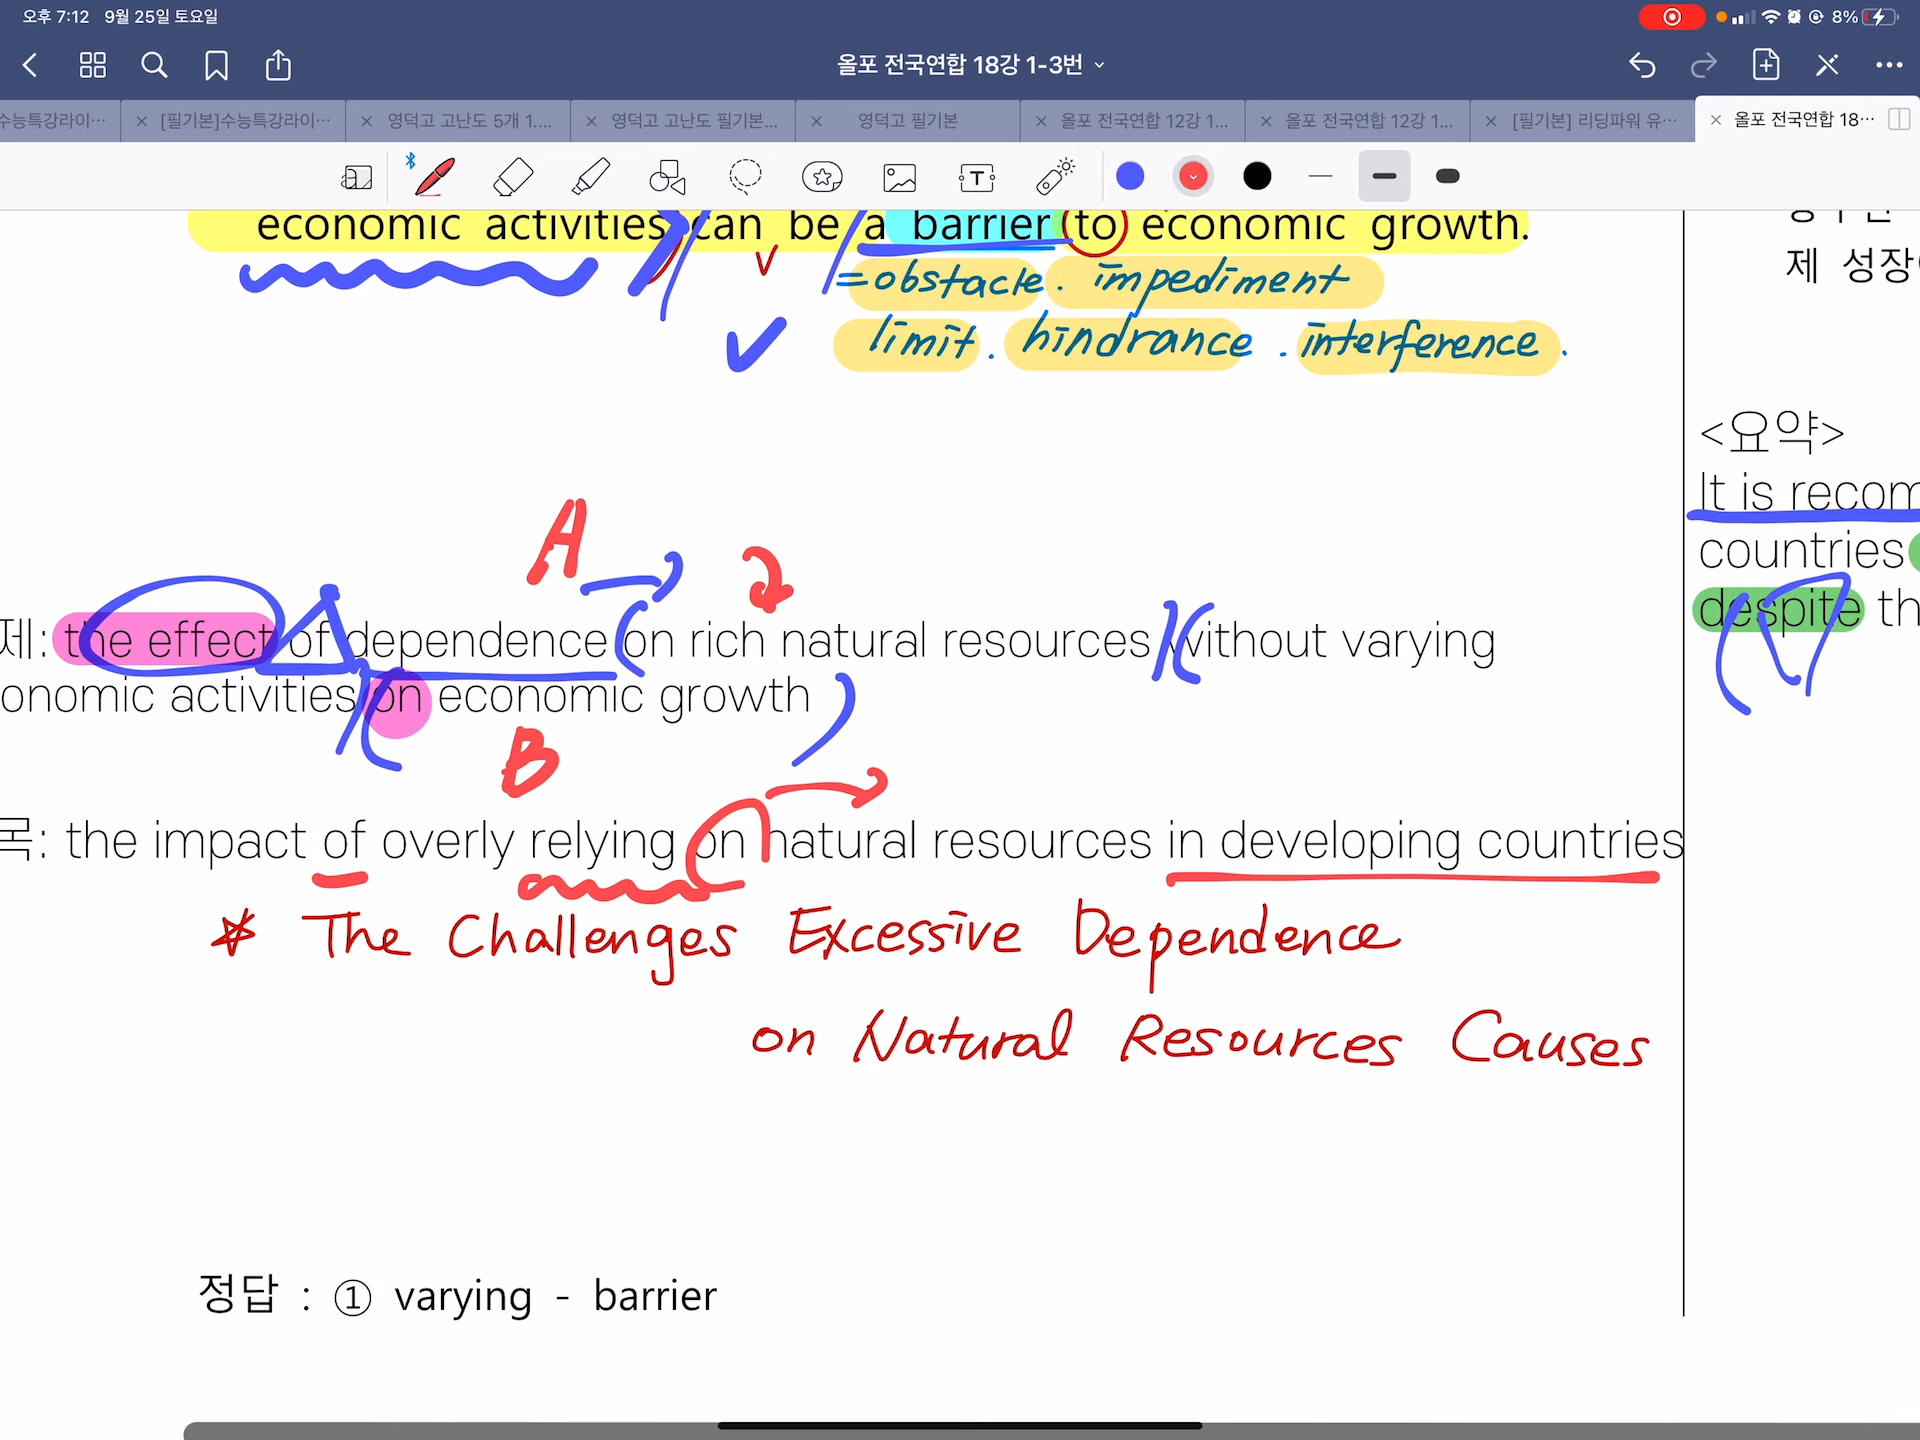 오후 7:12 9월 25일 토요일
8%
올포 전국연합 18강 1-3번
수능특강라이…
[필기본]수능특강라이…
영덕고 고난도 5개 1....
영덕고 고난도 필기본...
영덕고 필기본
올포 전국연합 12강 1...
올포 전국연합 12강 1...
[필기본] 리딩파워 유…
올포 전국연합 18…
economic activities can be a barrier to economic growth.
= obstacle . impediment
limit . hindrance . interference .
제 성장
<요약>
It is recom
countries
despite th
A
제: the effect of dependence on rich natural resources without varying
onomic activities on economic growth
B
목: the impact of overly relying on natural resources in developing countries
* The Challenges Excessive Dependence
on Natural Resources Causes
정답 : ① varying - barrier